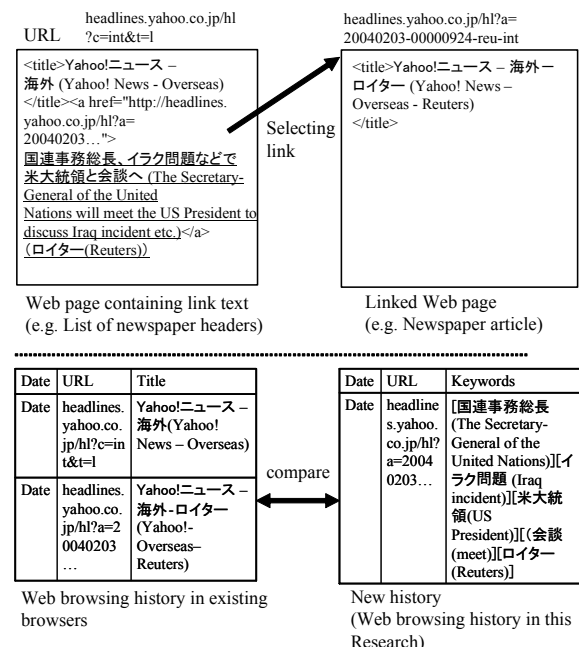 URL
headlines.yahoo.co.jp/hl
?c=int&t=l
<title>Yahoo!ニュース –
海外 (Yahoo! News - Overseas)
</title><a href="http://headlines.
yahoo.co.jp/hl?a=
20040203…">
国連事務総長、イラク問題などで
米大統領と会談へ (The Secretary-
General of the United
Nations will meet the US President to
discuss Iraq incident etc.)</a>
（ロイター(Reuters)）
Web page containing link text
(e.g. List of newspaper headers)
Selecting
link
headlines.yahoo.co.jp/hl?a=
20040203-00000924-reu-int
<title>Yahoo!ニュース – 海外－
ロイター (Yahoo! News –
Overseas - Reuters)
</title>
Linked Web page
(e.g. Newspaper article)
Date URL Title
Date
headlines.
yahoo.co.
jp/hl?c=in
t&t=l
Yahoo!ニュース –
海外(Yahoo!
News – Overseas)
Date
headlines.
yahoo.co.
jp/hl?a=2
0040203
…
Yahoo!ニュース –
海外-ロイター
(Yahoo!-
Overseas–
Reuters)
Web browsing history in existing
browsers
compare
Date URL Keywords
Date
headline
s.yahoo.
co.jp/hl?
a=2004
0203…
[国連事務総長
(The Secretary-
General of the
United Nations)][イ
ラク問題 (Iraq
incident)][米大統
領(US
President)][(会談
(meet)][ロイター
(Reuters)]
New history
(Web browsing history in this
Research)